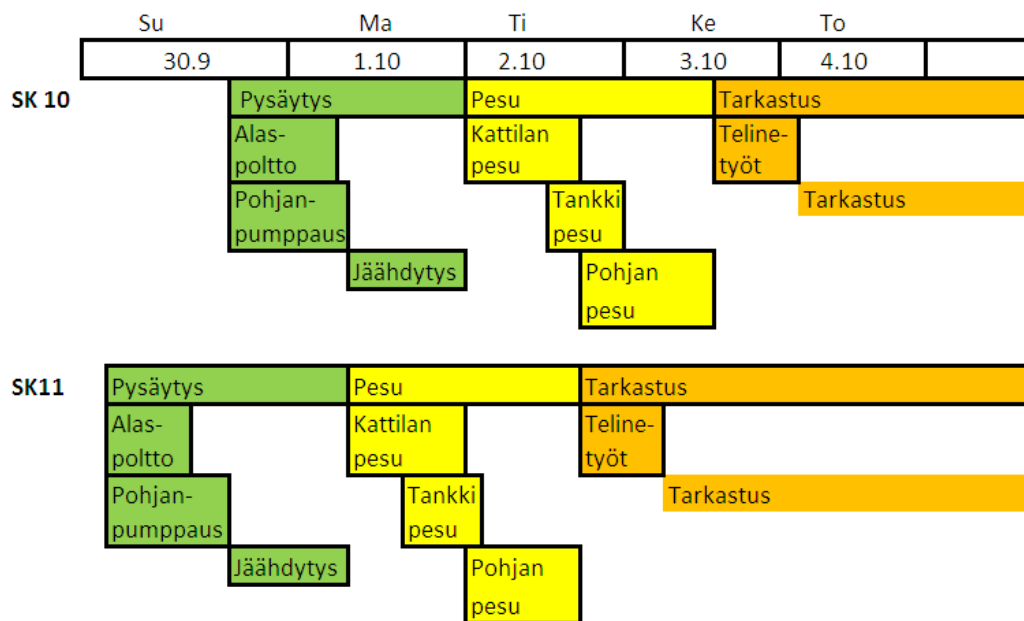 Su Ma Ti Ke To
30.9 1.10 2.10 3.10 4.10
SK 10 Pysäytys Pesu Tarkastus
Alas- Kattilan Teline-
poltto pesu työt
Pohjan- Tankki Tarkastus
pumppaus pesu
Jäähdytys Pohjan
pesu
SK11 Pysäytys Pesu Tarkastus
Alas- Kattilan Teline-
poltto pesu työt
Pohjan- Tankki Tarkastus
pumppaus pesu
Jäähdytys Pohjan
pesu